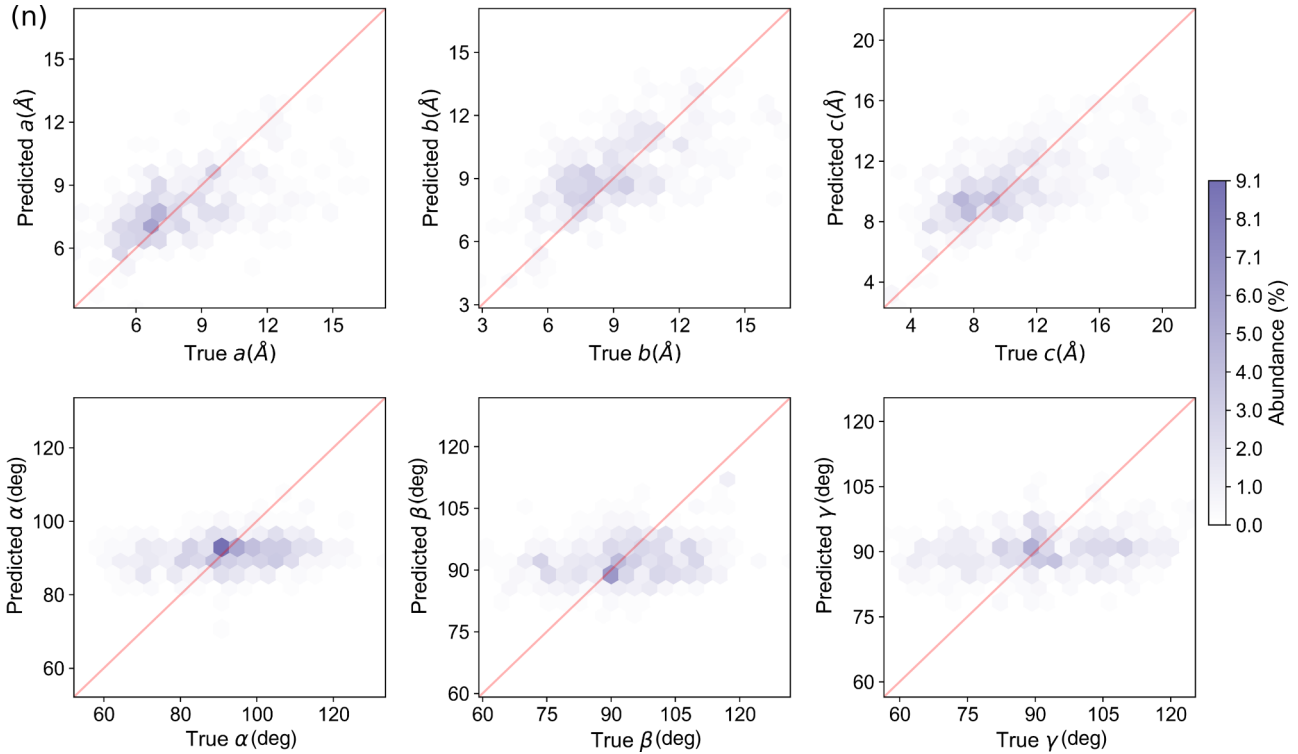 (n)
15
12
9
6
Predicted a(Å)
6 9 12 15
True a(Å)
15
12
9
6
3
Predicted b(Å)
3 6 9 12 15
True b(Å)
20
16
12
8
4
Predicted c(Å)
4 8 12 16 20
True c(Å)
9.1
8.1
7.1
6.0
5.0
4.0
3.0
2.0
1.0
0.0
Abundance (%)
120
100
80
60
Predicted α(deg)
60 80 100 120
True α(deg)
120
105
90
75
60
Predicted β(deg)
60 75 90 105 120
True β(deg)
120
105
90
75
60
Predicted γ(deg)
60 75 90 105 120
True γ(deg)